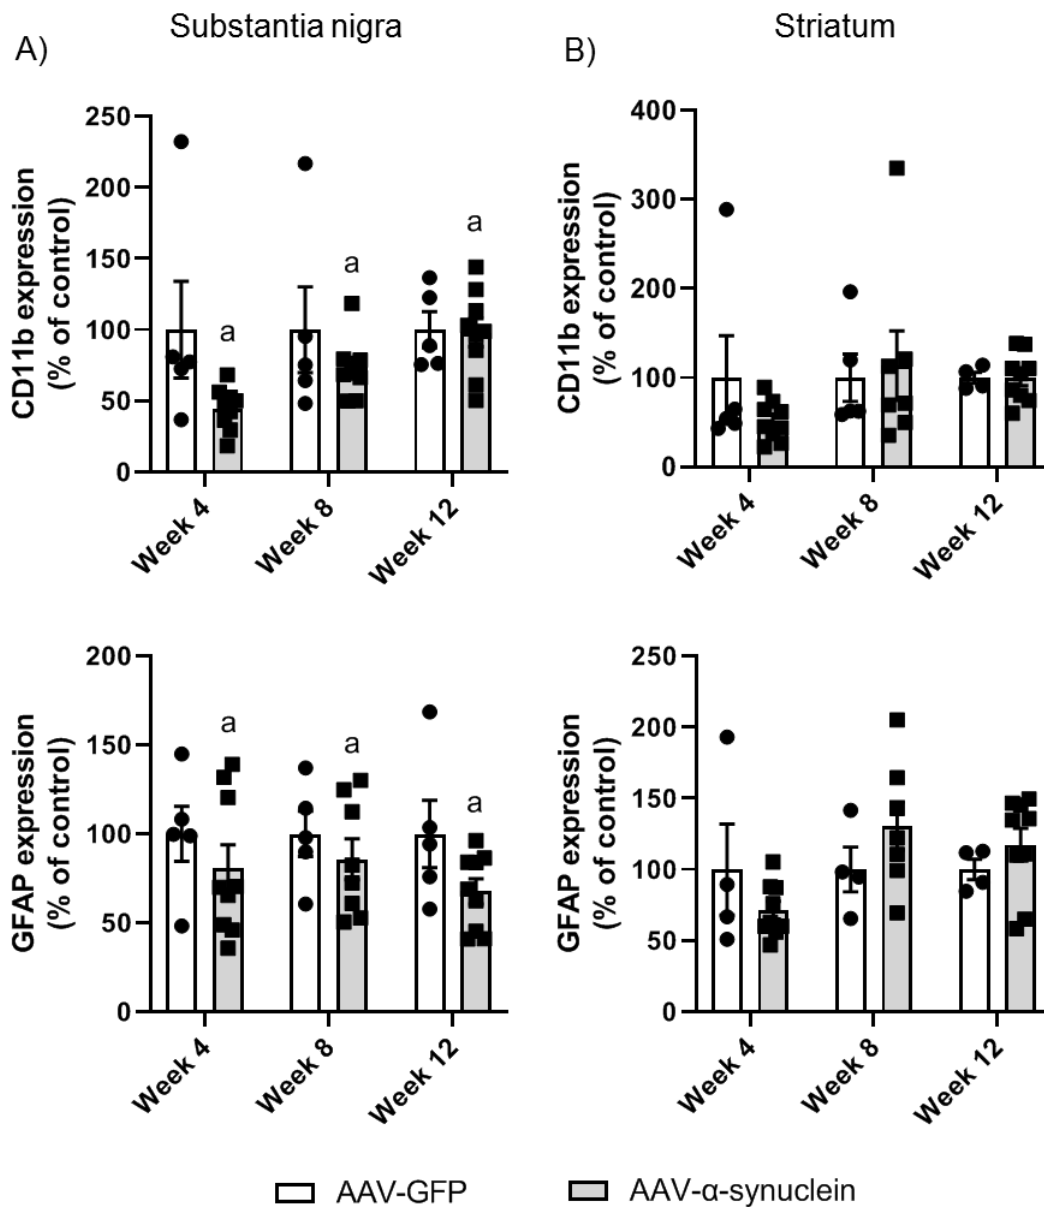 Substantia nigra
Striatum
A)
B)
CD11b expression
(% of control)
250
200
150
100
50
0
a
a
a
Week 4
Week 8
Week 12
CD11b expression
(% of control)
400
300
200
100
0
Week 4
Week 8
Week 12
GFAP expression
(% of control)
200
150
100
50
0
a
a
a
Week 4
Week 8
Week 12
GFAP expression
(% of control)
250
200
150
100
50
0
Week 4
Week 8
Week 12
AAV-GFP
AAV-α-synuclein